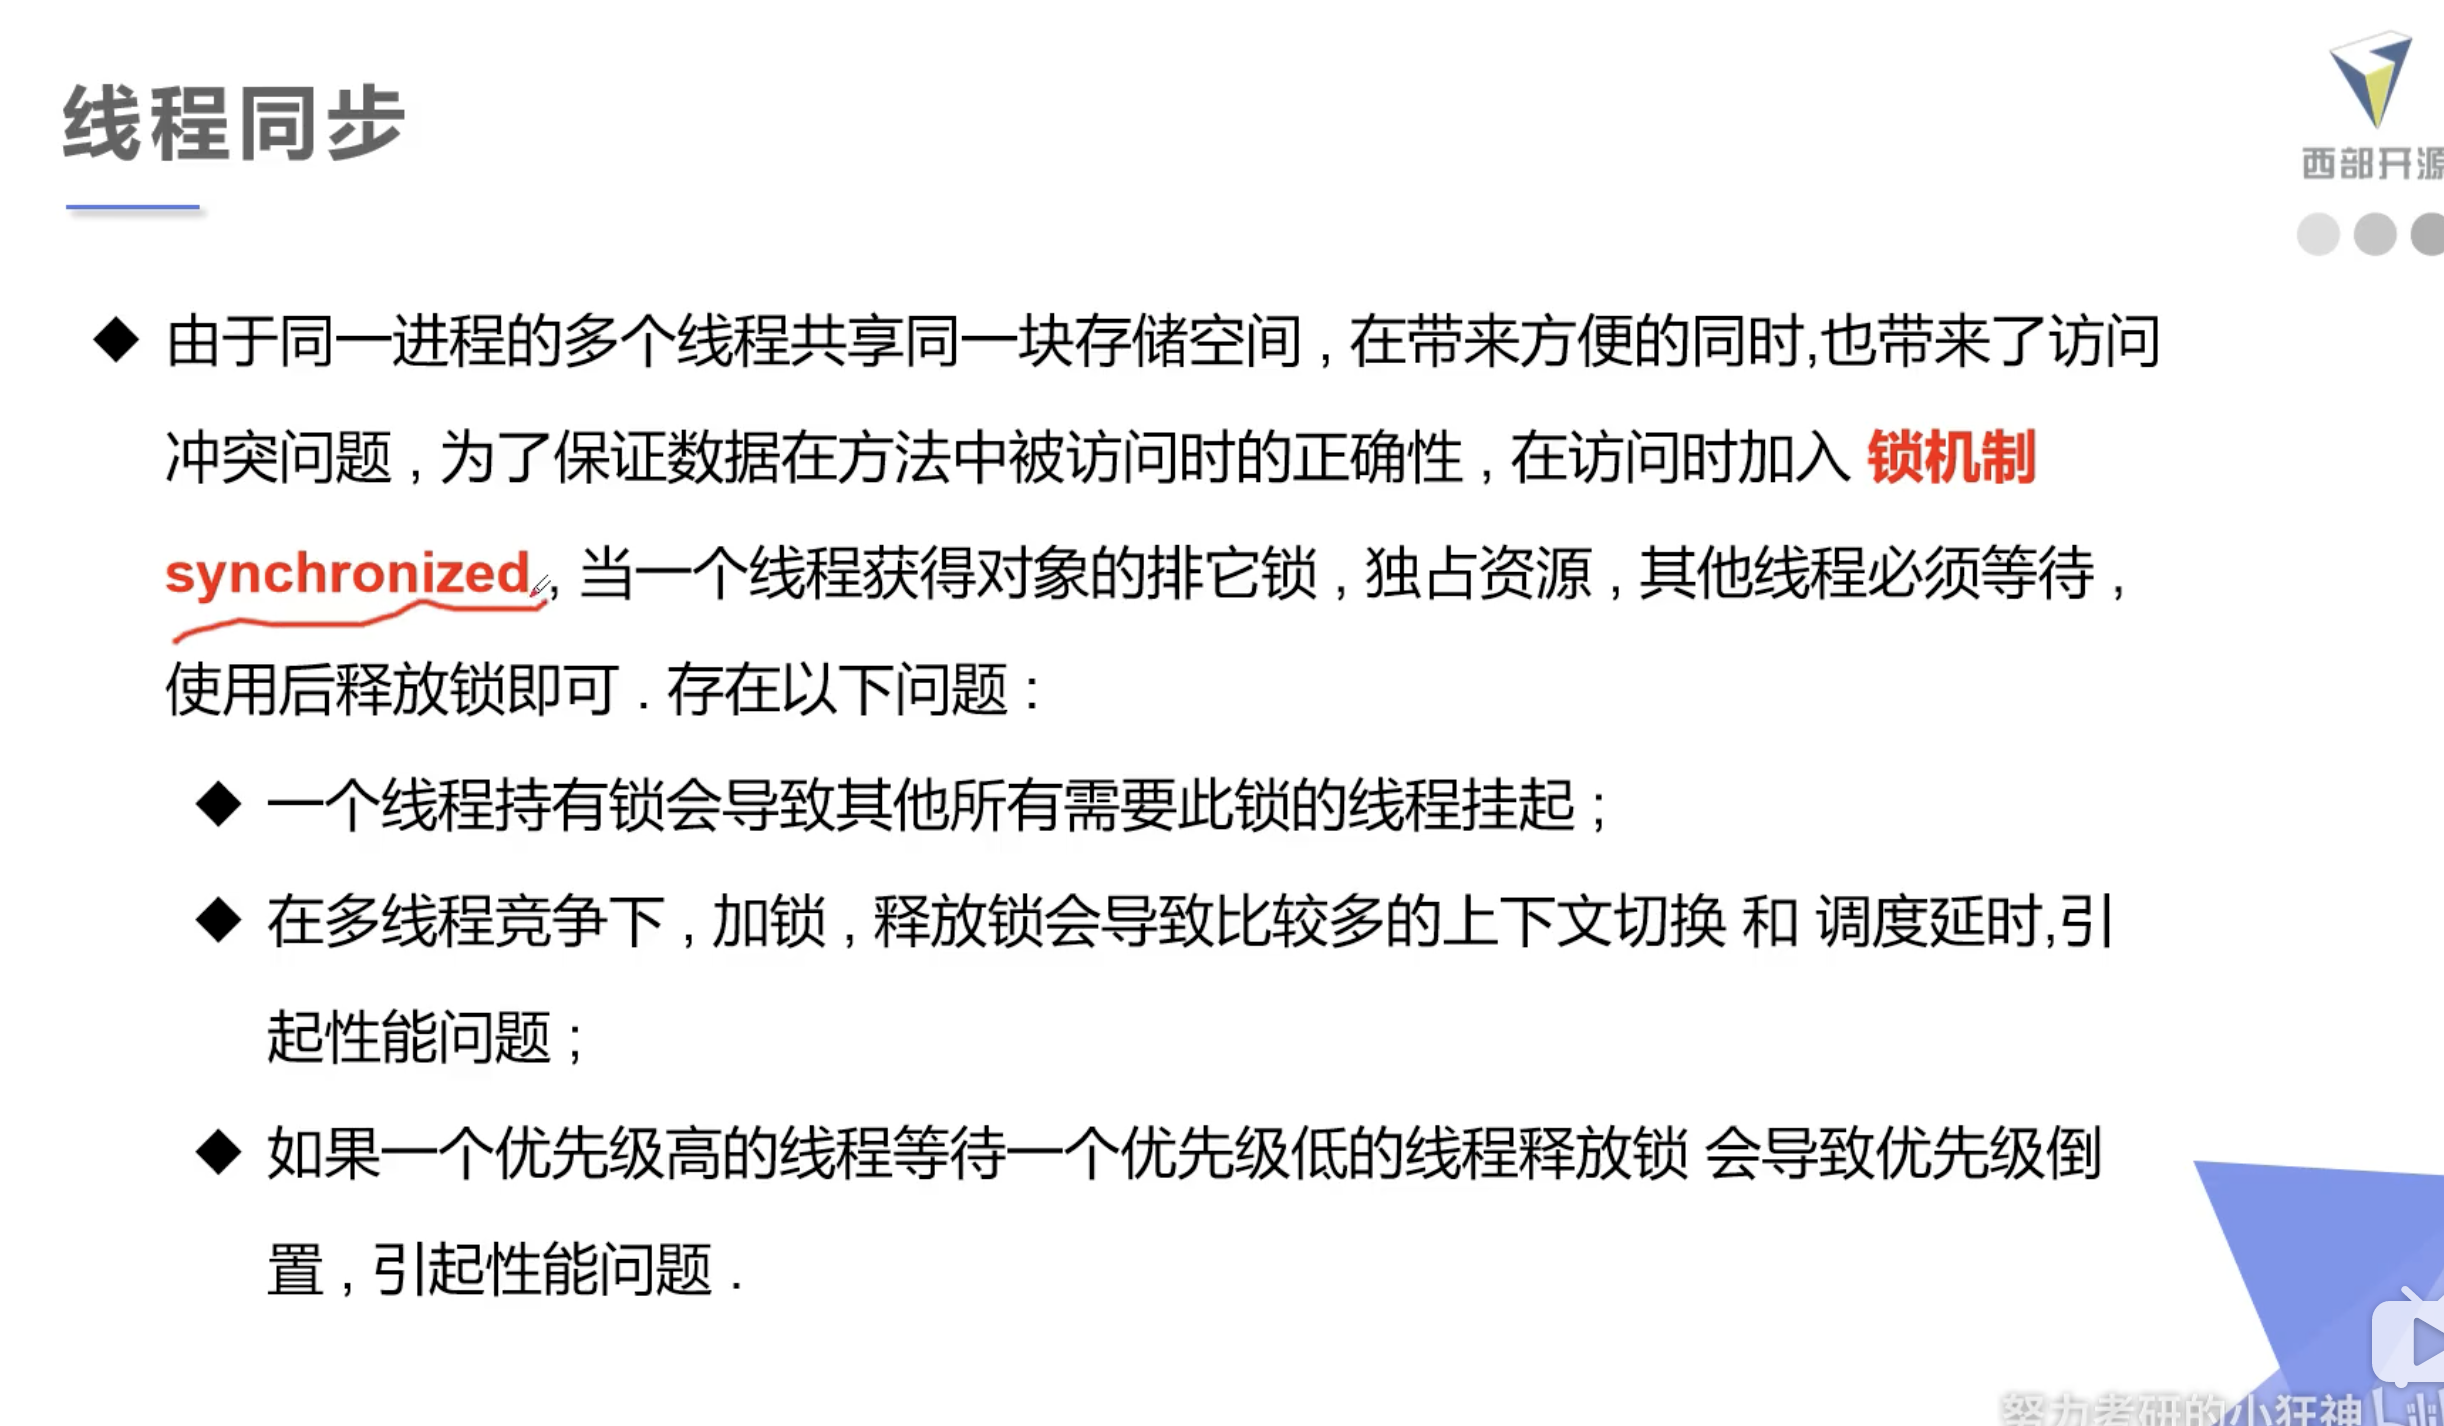 线程同步
西部开源
由于同一进程的多个线程共享同一块存储空间 , 在带来方便的同时,也带来了访问
冲突问题 , 为了保证数据在方法中被访问时的正确性 , 在访问时加入 锁机制
synchronized , 当一个线程获得对象的排它锁 , 独占资源 , 其他线程必须等待 ,
使用后释放锁即可 . 存在以下问题 :
一个线程持有锁会导致其他所有需要此锁的线程挂起 ;
在多线程竞争下 , 加锁 , 释放锁会导致比较多的上下文切换 和 调度延时,引
起性能问题 ;
如果一个优先级高的线程等待一个优先级低的线程释放锁 会导致优先级倒
置 , 引起性能问题 .
努力考研的小狂神